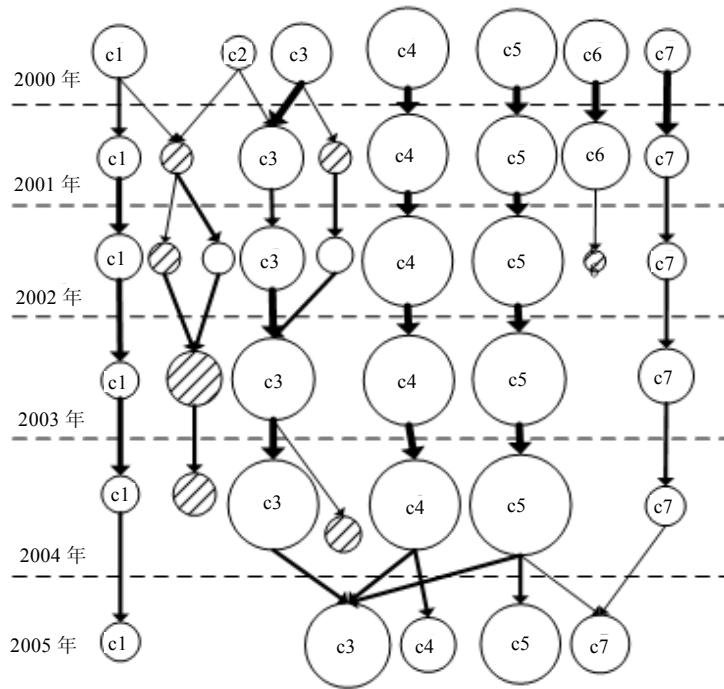 c1 c2 c3 c4 c5 c6 c7
2000 年
c1 c3 c4 c5 c6 c7
2001 年
c1 c3 c4 c5 c7
2002 年
c1 c3 c4 c5 c7
2003 年
c1 c3 c4 c5 c7
2004 年
2005 年 c1 c3 c4 c5 c7